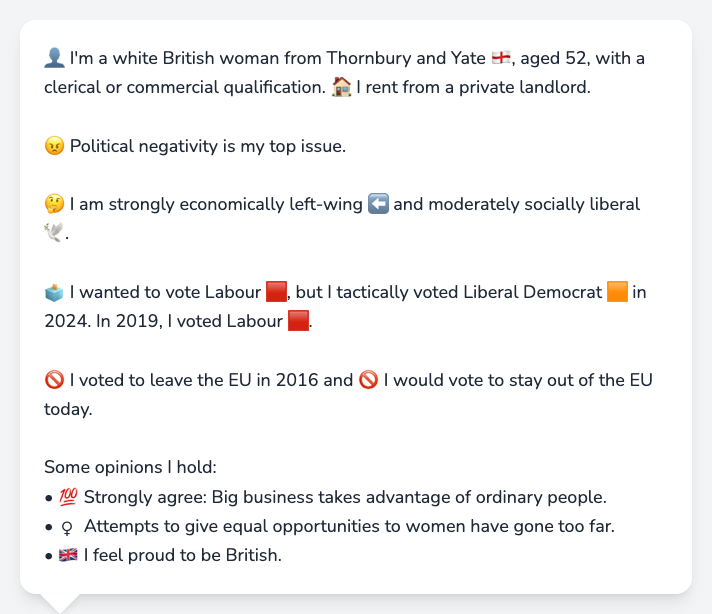 👤 I'm a white British woman from Thornbury and Yate 🏴󠁧󠁢󠁥󠁮󠁧󠁿, aged 52, with a
clerical or commercial qualification. 🏠 I rent from a private landlord.
😠 Political negativity is my top issue.
🤔 I am strongly economically left-wing ⬅️ and moderately socially liberal
🕊️.
🗳️ I wanted to vote Labour 🟥, but I tactically voted Liberal Democrat 🟧 in
2024. In 2019, I voted Labour 🟥.
🚫 I voted to leave the EU in 2016 and 🚫 I would vote to stay out of the EU
today.
Some opinions I hold:
• 💯 Strongly agree: Big business takes advantage of ordinary people.
• ♀ Attempts to give equal opportunities to women have gone too far.
• 🇬🇧 I feel proud to be British.